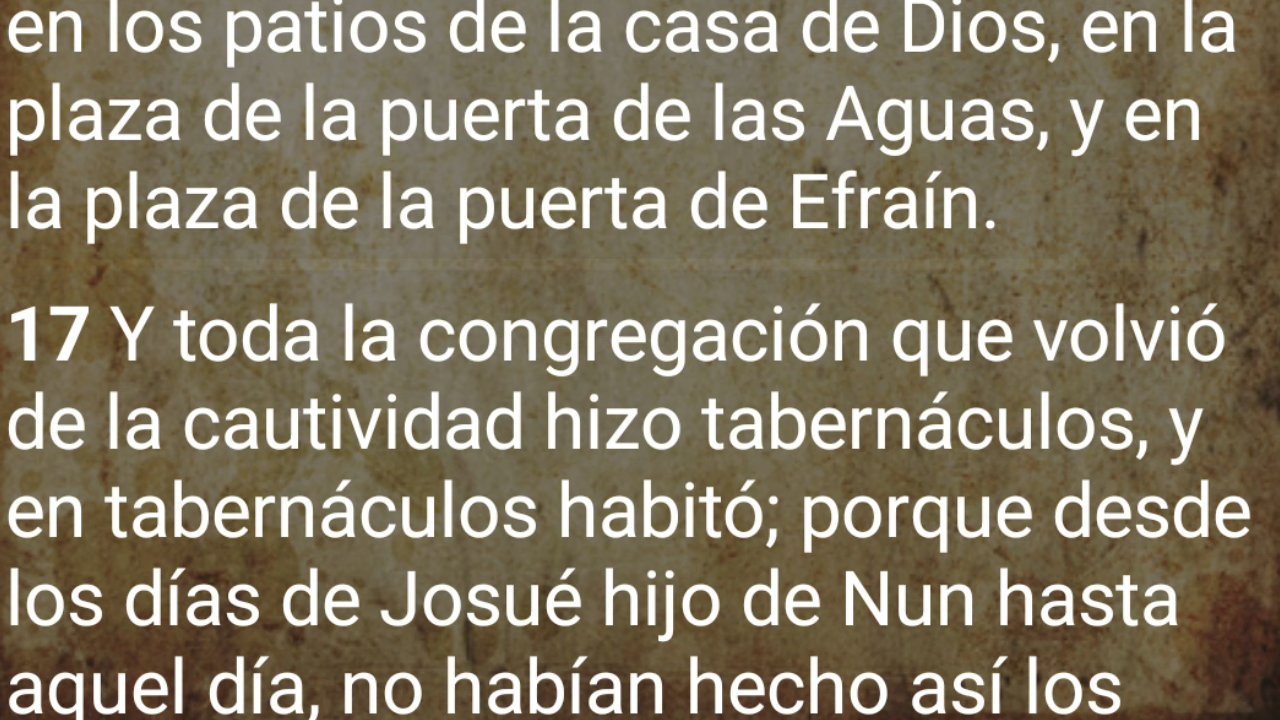 en los patios de la casa de Dios, en la
plaza de la puerta de las Aguas, y en
la plaza de la puerta de Efraín.
17 Y toda la congregación que volvió
de la cautividad hizo tabernáculos, y
en tabernáculos habitó; porque desde
los días de Josué hijo de Nun hasta
aquel día, no habían hecho así los